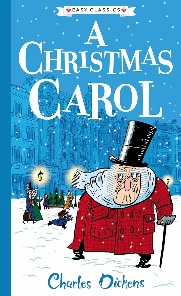 EASY CLASSICS
A
CHRISTMAS
CAROL
Charles Dickens